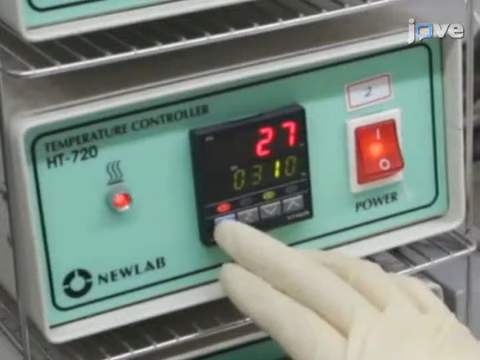 jove
2
TEMPERATURE CONTROLLER
HT-720
27
0310
POWER
NEWLAB